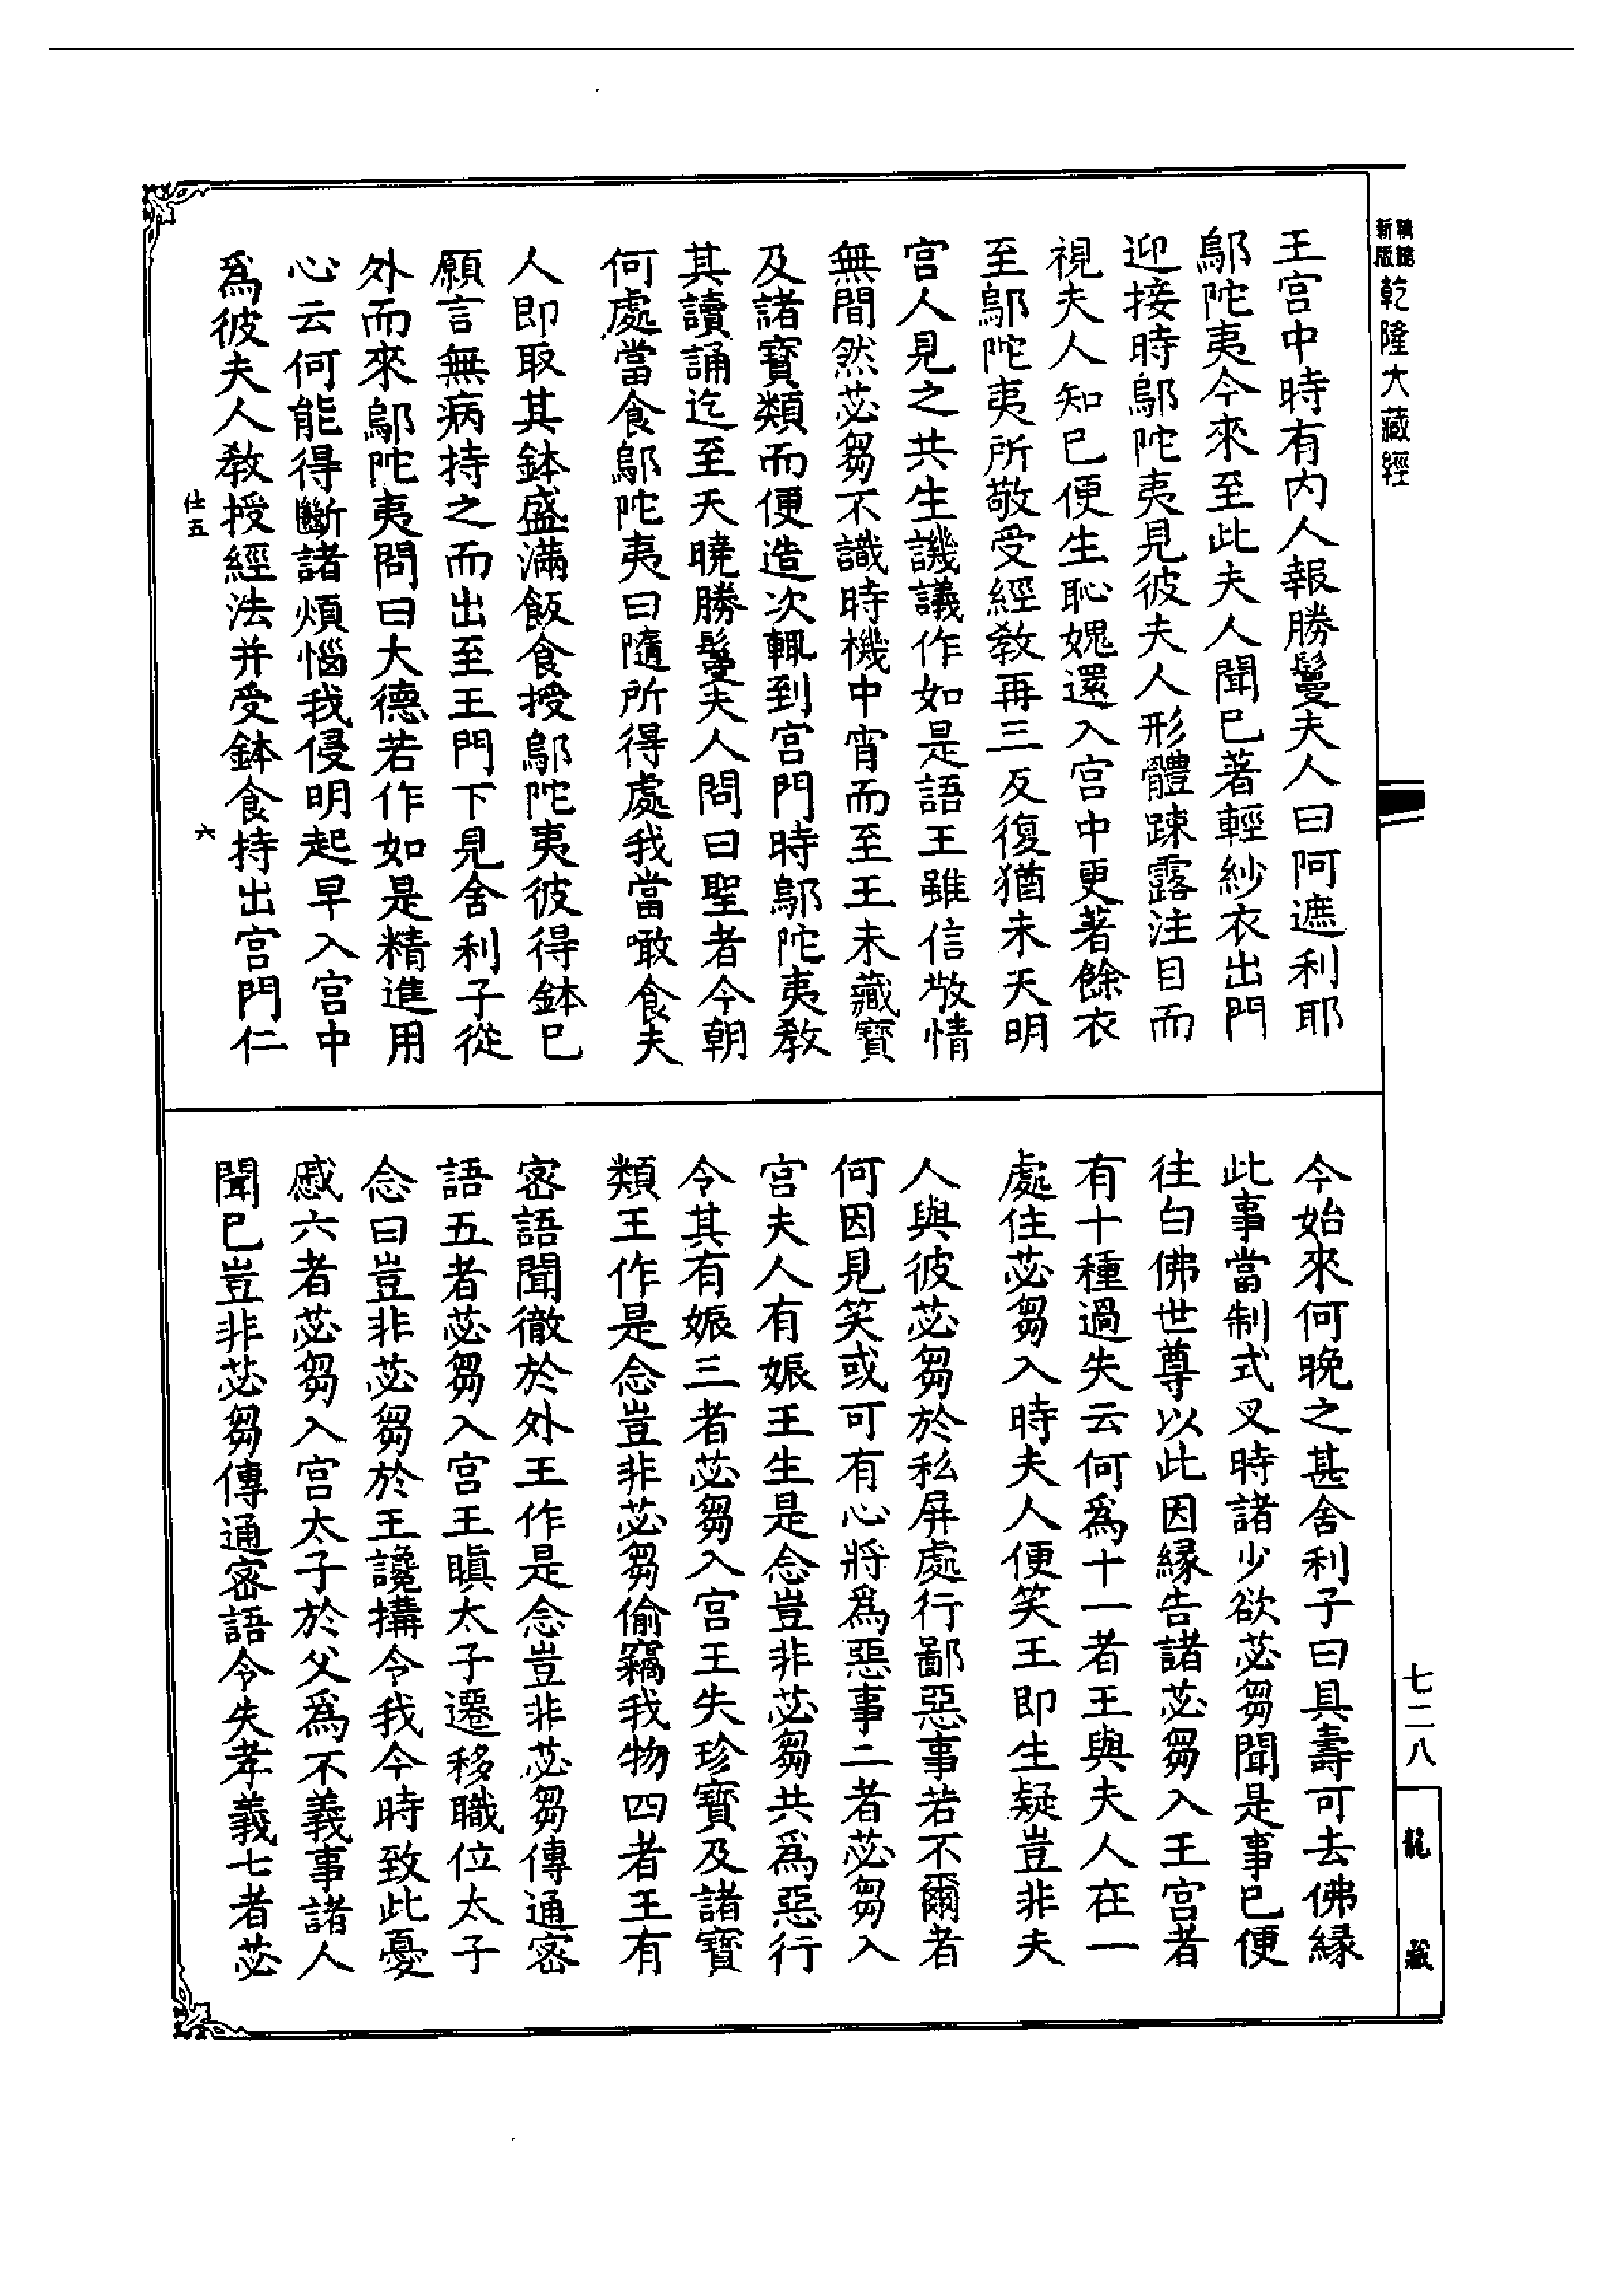 新編
縮版
乾隆大藏經
王宮中時有內人報勝鬘夫人曰阿遮利耶
鄔陀夷今來至此夫人聞已著輕紗衣出門
迎接時鄔陀夷見彼夫人形體踈露注目而
視夫人知已便生恥媿還入宮中更著餘衣
至鄔陀夷所敬受經教再三反復猶未天明
宮人見之共生譏議作如是語王雖信敬情
無間然苾芻不識時機中宵而至王未藏寶
及諸寶類而便造次輒到宮門時鄔陀夷教
其讀誦迄至天曉勝鬘夫人問曰聖者今朝
何處當食鄔陀夷曰隨所得處我當噉食夫
人即取其鉢盛滿飯食授鄔陀夷彼得鉢已
願言無病持之而出至王門下見舍利子從
外而來鄔陀夷問曰大德若作如是精進用
心云何能得斷諸煩惱我侵明起早入宮中
爲彼夫人教授經法并受鉢食持出宮門仁
仕五
六
今始來何晚之甚舍利子曰具壽可去佛緣
此事當制式叉時諸少欲苾芻聞是事已便
往白佛世尊以此因緣告諸苾芻入王宮者
有十種過失云何爲十一者王與夫人在一
處住苾芻入時夫人便笑王即生疑豈非夫
人與彼苾芻於私屏處行鄙惡事若不爾者
何因見笑或可有心將爲惡事二者苾芻入
宮夫人有娠王生是念豈非苾芻共爲惡行
令其有娠三者苾芻入宮王失珍寶及諸寶
類王作是念豈非苾芻偷竊我物四者王有
密語聞徹於外王作是念豈非苾芻傳通密
語五者苾芻入宮王瞋太子遷移職位太子
念曰豈非苾芻於王讒搆令我今時致此憂
慼六者苾芻入宮太子於父爲不義事諸人
聞已豈非苾芻傳通密語令失孝義七者苾
七二八
龍藏